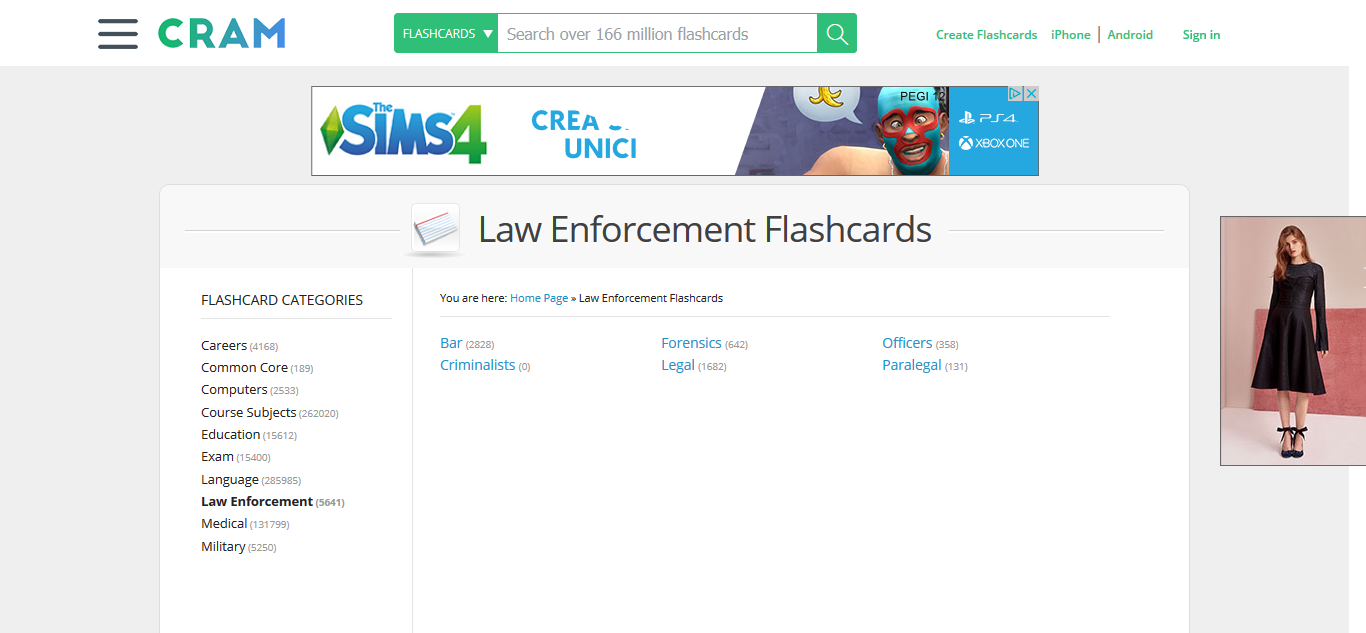 CRAM
FLASHCARDS ▼
Search over 166 million flashcards
Create Flashcards
iPhone | Android
Sign in
The SIMS 4
UNICI
PEGI 12
PS4
XBOX ONE
Law Enforcement Flashcards
FLASHCARD CATEGORIES
Careers (4168)
Common Core (189)
Computers (2533)
Course Subjects (262020)
Education (15612)
Exam (15400)
Language (285985)
Law Enforcement (5641)
Medical (131799)
Military (5250)
You are here: Home Page » Law Enforcement Flashcards
Bar (2828)
Forensics (642)
Officers (358)
Criminalists (0)
Legal (1682)
Paralegal (131)